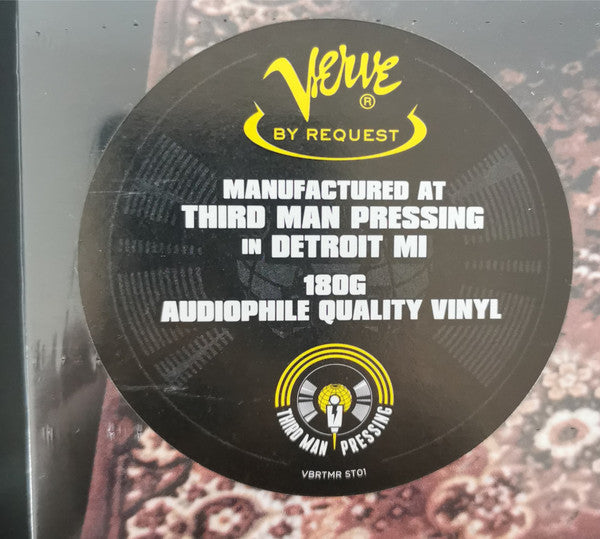 Verve
®
BY REQUEST
MANUFACTURED AT
THIRD MAN PRESSING
IN DETROIT MI
180G
AUDIOPHILE QUALITY VINYL
THIRD MAN PRESSING
VBRTMR ST01